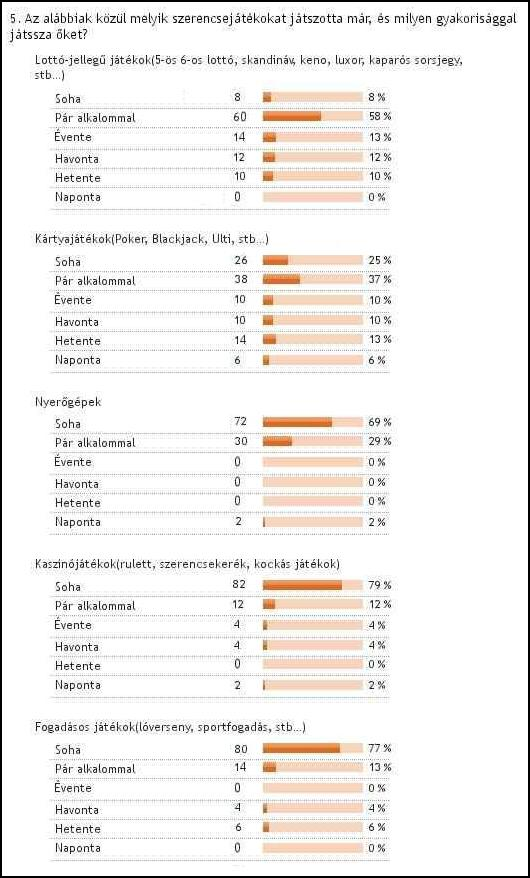 5. Az alábbiak közül melyik szerencsejátékokat játszotta már, és milyen gyakorisággal
játssza őket?
Lottó-jellegű játékok(5-ös 6-os lottó, skandináv, keno, luxor, kaparós sorsjegy,
stb...)
Soha 8 8 %
Pár alkalommal 60 58 %
Évente 14 13 %
Havonta 12 12 %
Hetente 10 10 %
Naponta 0 0 %
Kártyajátékok(Poker, Blackjack, Ulti, stb...)
Soha 26 25 %
Pár alkalommal 38 37 %
Évente 10 10 %
Havonta 10 10 %
Hetente 14 13 %
Naponta 6 6 %
Nyerőgépek
Soha 72 69 %
Pár alkalommal 30 29 %
Évente 0 0 %
Havonta 0 0 %
Hetente 0 0 %
Naponta 2 2 %
Kaszinójátékok(rulett, szerencsekerék, kockás játékok)
Soha 82 79 %
Pár alkalommal 12 12 %
Évente 4 4 %
Havonta 4 4 %
Hetente 0 0 %
Naponta 2 2 %
Fogadásos játékok(lóverseny, sportfogadás, stb...)
Soha 80 77 %
Pár alkalommal 14 13 %
Évente 0 0 %
Havonta 4 4 %
Hetente 6 6 %
Naponta 0 0 %